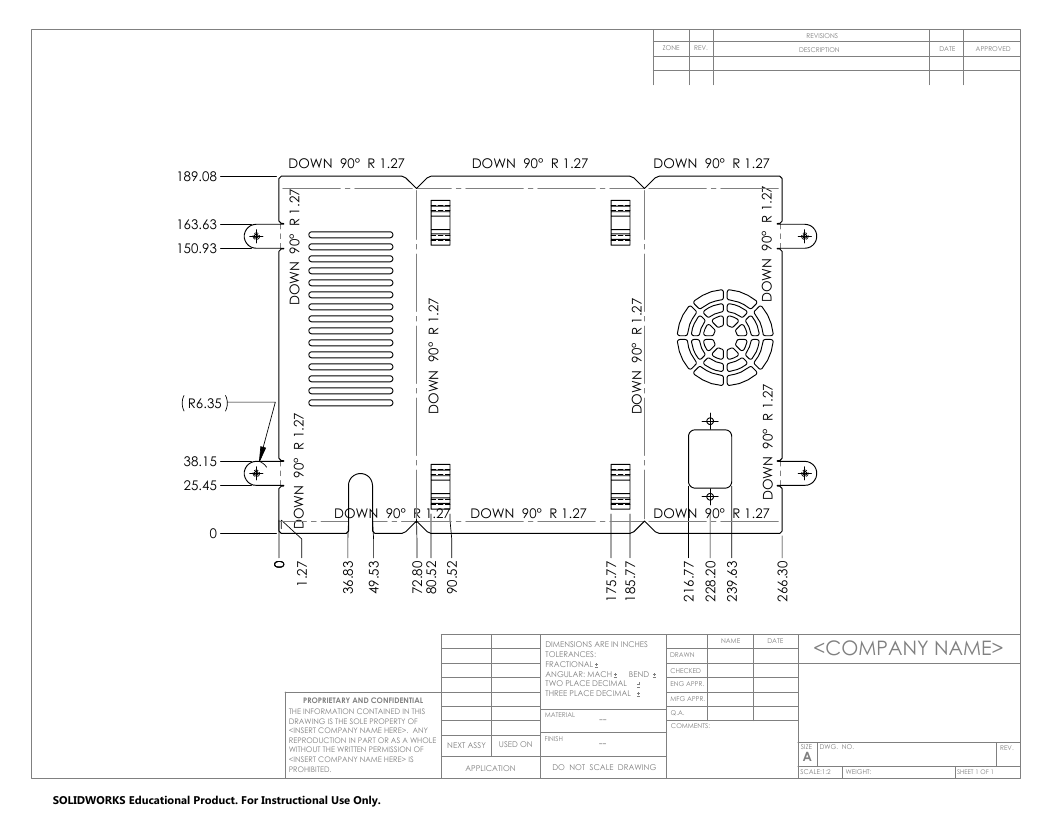 REVISIONS
ZONE REV. DESCRIPTION DATE APPROVED
DOWN 90° R 1.27 DOWN 90° R 1.27 DOWN 90° R 1.27
189.08
163.63
150.93
DOWN 90° R 1.27
DOWN 90° R 1.27
DOWN 90° R 1.27
DOWN 90° R 1.27
(R6.35)
DOWN 90° R 1.27
DOWN 90° R 1.27
38.15
25.45
DOWN 90° R 1.27 DOWN 90° R 1.27 DOWN 90° R 1.27
0
0 1.27 36.83 49.53 72.80 80.52 90.52 175.77 185.77 216.77 228.20 239.63 266.30
DIMENSIONS ARE IN INCHES
TOLERANCES:
FRACTIONAL ±
ANGULAR: MACH ± BEND ±
TWO PLACE DECIMAL ±
THREE PLACE DECIMAL ±
MATERIAL
--
FINISH
--
DO NOT SCALE DRAWING
NAME DATE
DRAWN
CHECKED
ENG APPR.
MFG APPR.
Q.A.
COMMENTS:
<COMPANY NAME>
PROPRIETARY AND CONFIDENTIAL
THE INFORMATION CONTAINED IN THIS
DRAWING IS THE SOLE PROPERTY OF
<INSERT COMPANY NAME HERE>. ANY
REPRODUCTION IN PART OR AS A WHOLE
WITHOUT THE WRITTEN PERMISSION OF
<INSERT COMPANY NAME HERE> IS
PROHIBITED.
NEXT ASSY USED ON
APPLICATION
SIZE DWG. NO. REV.
A
SCALE:1:2 WEIGHT: SHEET 1 OF 1
SOLIDWORKS Educational Product. For Instructional Use Only.